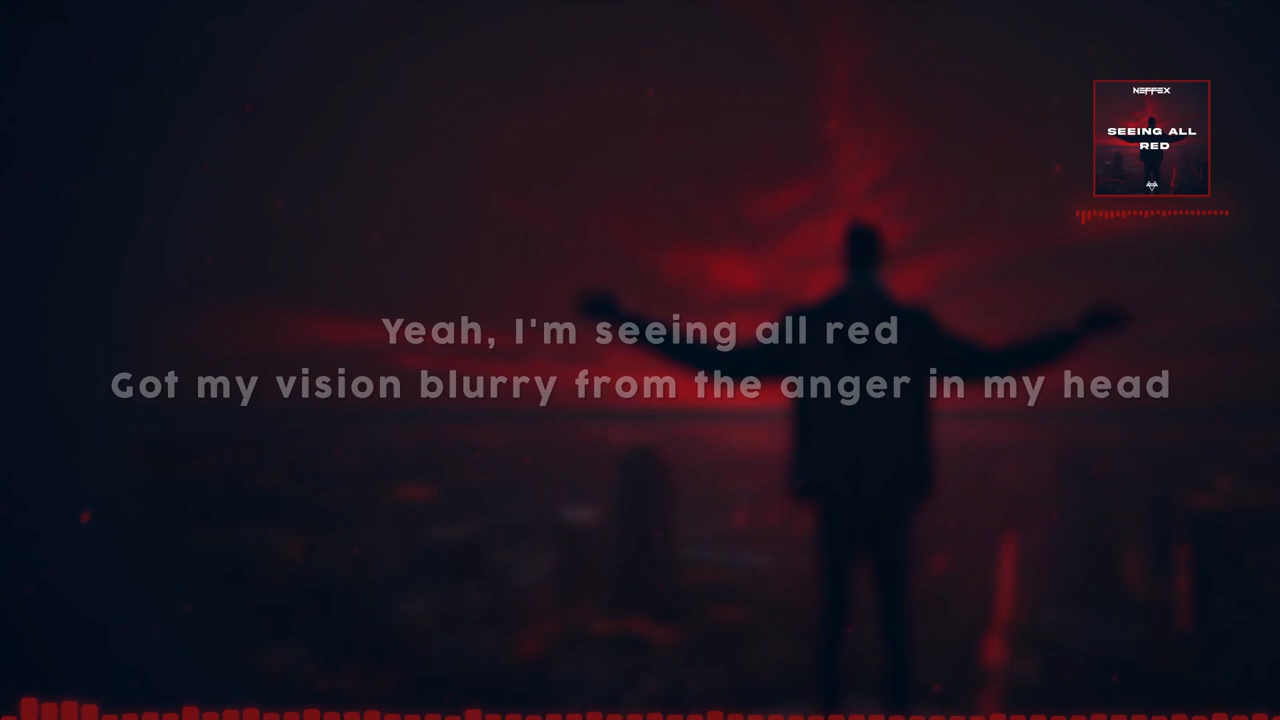 NEFFEX
SEEING ALL
RED
Yeah, I'm seeing all red
Got my vision blurry from the anger in my head